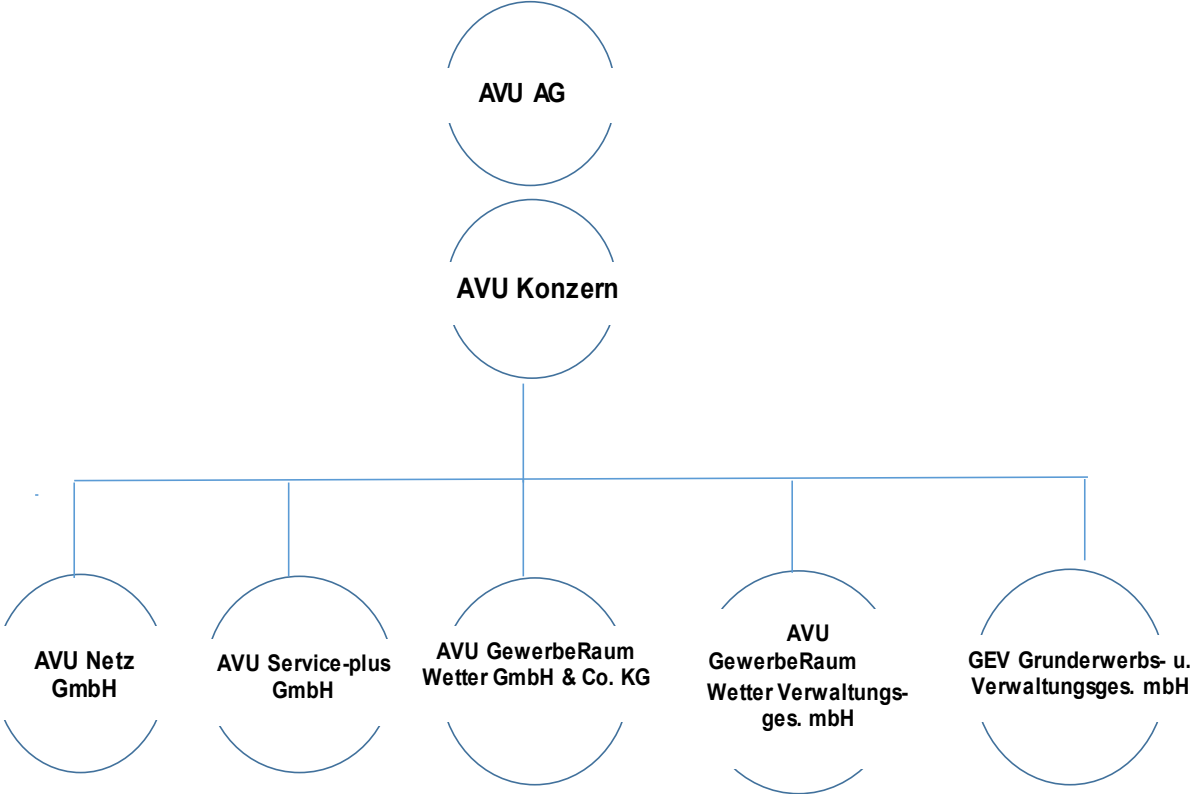 AVU AG
AVU Konzern
AVU Netz
GmbH
AVU Service-plus
GmbH
AVU GewerbeRaum
Wetter GmbH & Co. KG
AVU
GewerbeRaum
Wetter Verwaltungs-
ges. mbH
GEV Grunderwerbs- u.
Verwaltungsges. mbH